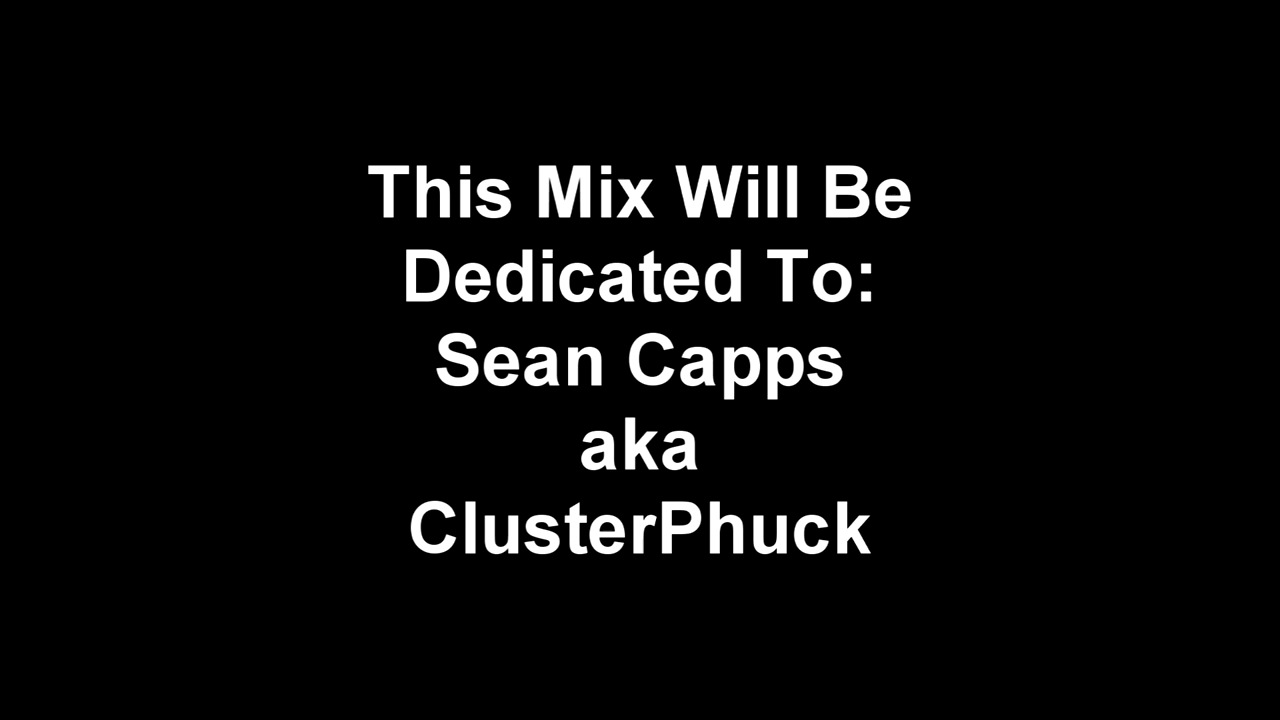 This Mix Will Be
Dedicated To:
Sean Capps
aka
ClusterPhuck